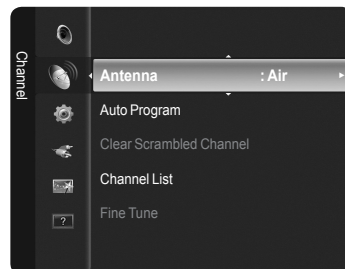 Channel
Antenna : Air
Auto Program
Clear Scrambled Channel
Channel List
Fine Tune
?